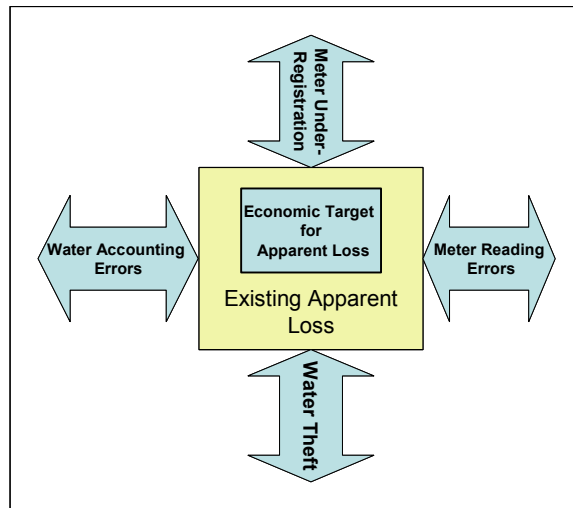 Meter Under-
Registration
Economic Target
for
Apparent Loss
Water Accounting
Errors
Meter Reading
Errors
Existing Apparent
Loss
Water Theft